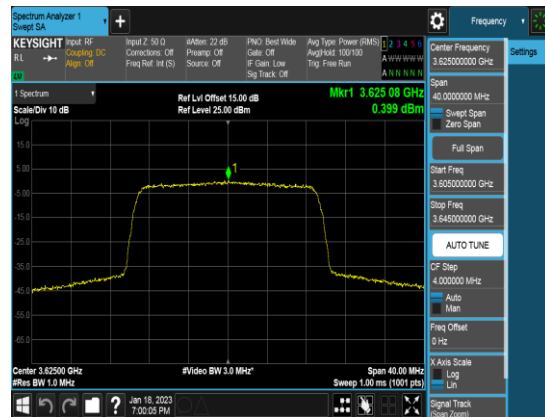 Spectrum Analyzer 1
Swept SA
Frequency
KEYSIGHT
RL
LV
Input: RF
Coupling: DC
Align: Off
Input Z: 50 Ω
Corrections: Off
Freq Ref: Int (S)
#Atten: 22 dB
Preamp: Off
Source: Off
PNO: Best Wide
Gate: Off
IF Gain: Low
Sig Track: Off
Avg Type: Power (RMS)
Avg|Hold: 100/100
Trig: Free Run
1 2 3 4 5 6
A W W W W W
A N N N N N
1 Spectrum
Scale/Div 10 dB
Log
Ref Lvl Offset 15.00 dB
Ref Level 25.00 dBm
Mkr1 3.625 08 GHz
0.399 dBm
1
15.0
5.00
-5.00
-15.0
-25.0
-35.0
-45.0
-55.0
-65.0
Center 3.62500 GHz
#Res BW 1.0 MHz
#Video BW 3.0 MHz*
Span 40.00 MHz
Sweep 1.00 ms (1001 pts)
Jan 18, 2023
7:00:05 PM
Center Frequency
3.625000000 GHz
Settings
Span
40.0000000 MHz
Swept Span
Zero Span
Full Span
Start Freq
3.605000000 GHz
Stop Freq
3.645000000 GHz
AUTO TUNE
CF Step
4.000000 MHz
Auto
Man
Freq Offset
0 Hz
X Axis Scale
Log
Lin
Signal Track
(Span Zoom)